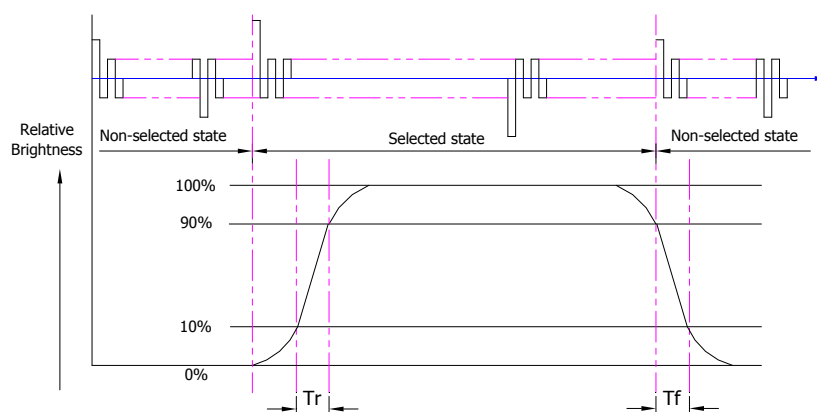 Relative
Brightness
Non-selected state
Selected state
Non-selected state
100%
90%
10%
0%
Tr
Tf